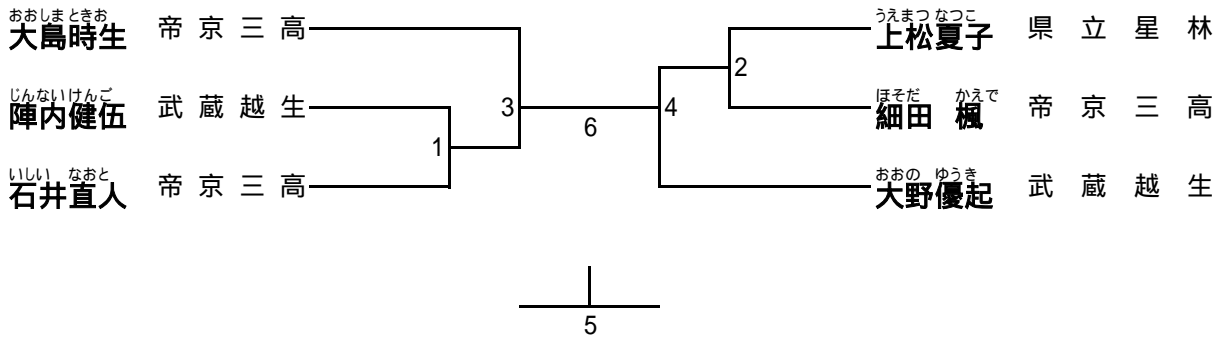 おおしま ときお
大島時生 帝京三高
じんない けんご
陣内健伍 武蔵越生
いしい なおと
石井直人 帝京三高
1
3
6
4
2
うえまつ なつこ
上松夏子 県立星林
ほそだ かえで
細田 楓 帝京三高
おおの ゆうき
大野優起 武蔵越生
5